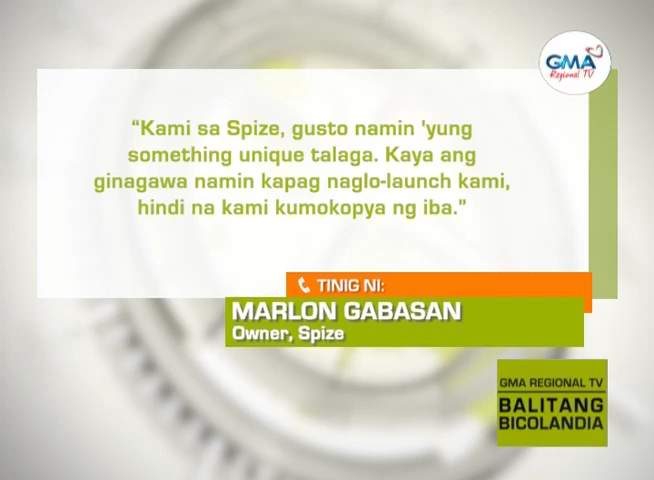 GMA
Regional TV
“Kami sa Spize, gusto namin 'yung
something unique talaga. Kaya ang
ginagawa namin kapag naglo-launch kami,
hindi na kami kumokopya ng iba.”
TINIG NI:
MARLON GABASAN
Owner, Spize
GMA REGIONAL TV
BALITANG
BICOLANDIA